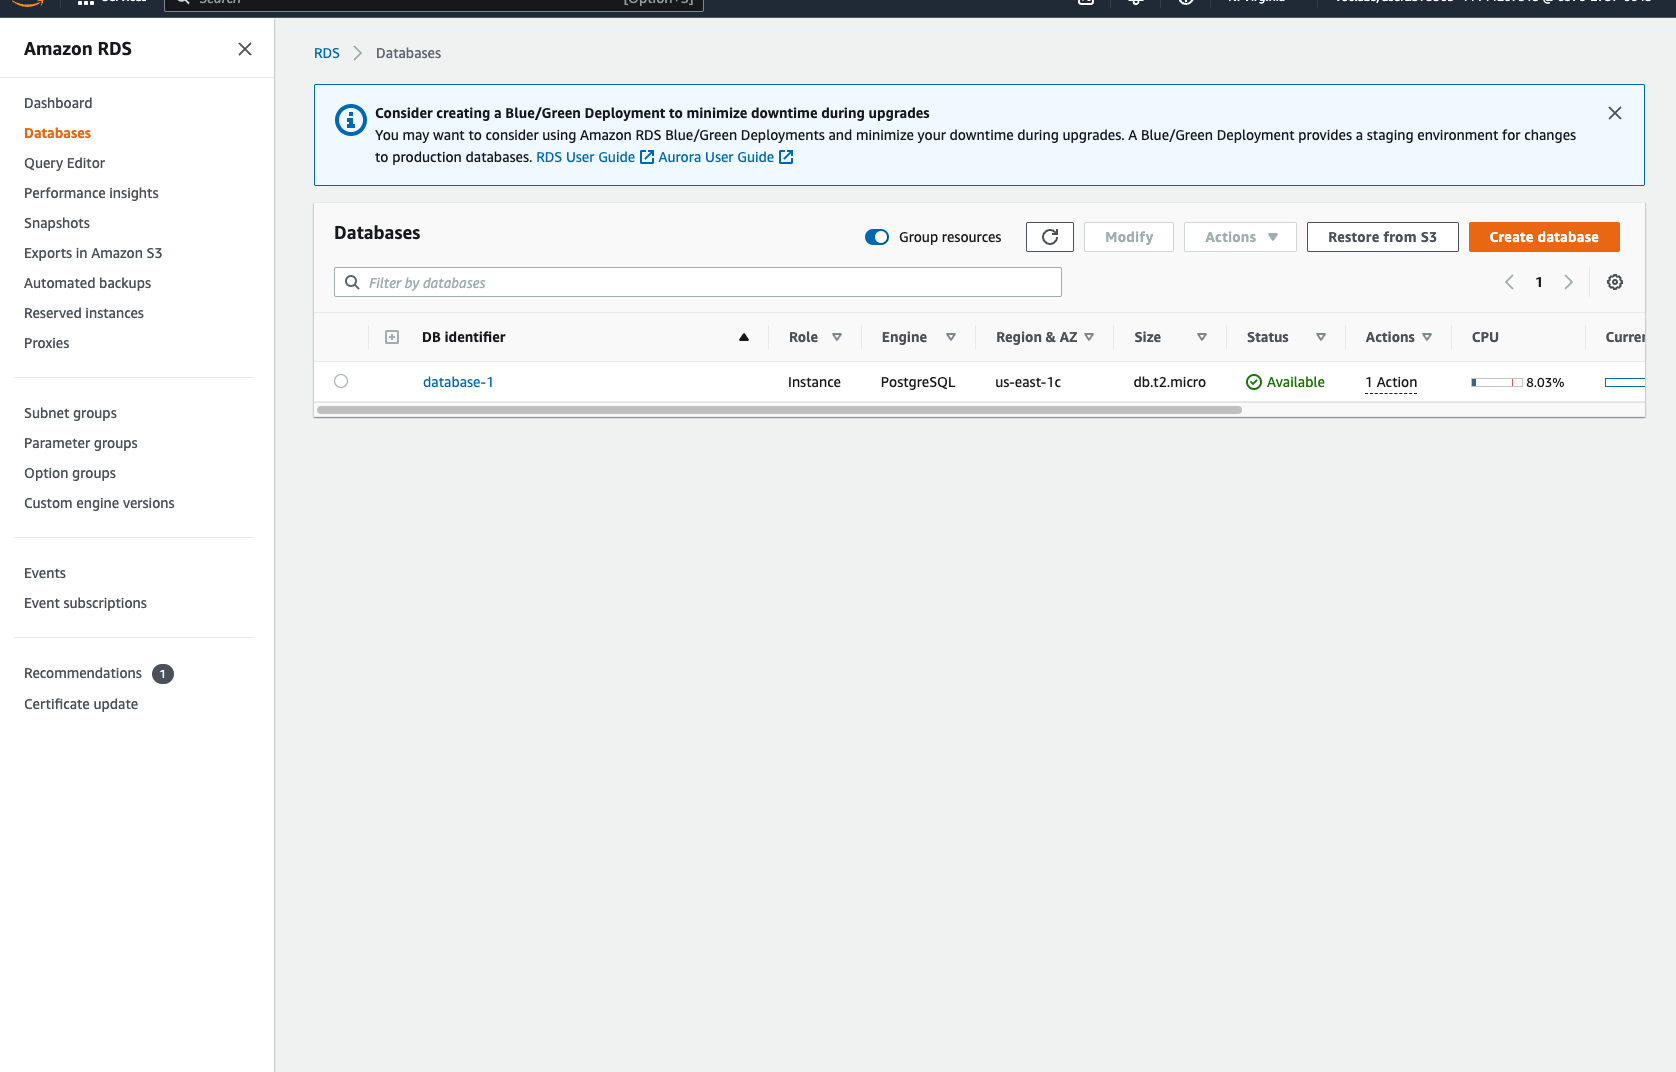 Amazon RDS
Dashboard
Databases
Query Editor
Performance insights
Snapshots
Exports in Amazon S3
Automated backups
Reserved instances
Proxies
Subnet groups
Parameter groups
Option groups
Custom engine versions
Events
Event subscriptions
Recommendations 1
Certificate update
RDS Databases
Consider creating a Blue/Green Deployment to minimize downtime during upgrades
You may want to consider using Amazon RDS Blue/Green Deployments and minimize your downtime during upgrades. A Blue/Green Deployment provides a staging environment for changes
to production databases. RDS User Guide Aurora User Guide
Databases Group resources Modify Actions Restore from S3 Create database
Filter by databases 1
DB identifier Role Engine Region & AZ Size Status Actions CPU Curre
database-1 Instance PostgreSQL us-east-1c db.t2.micro Available 1 Action 8.03%